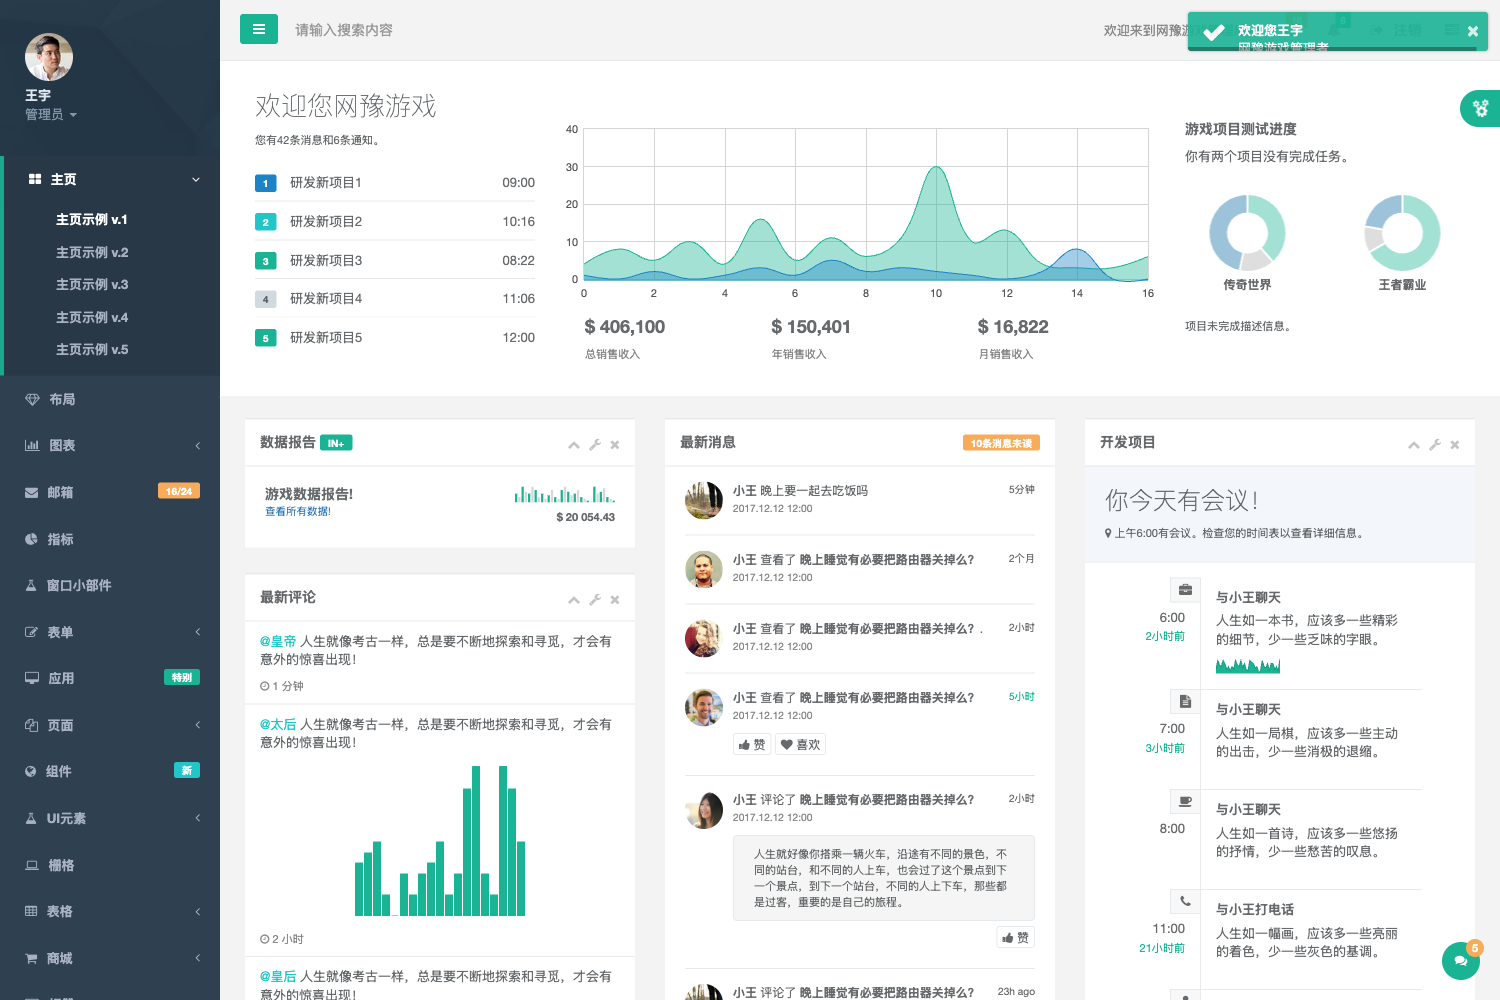 王宇
管理员
主页
主页示例 v.1
主页示例 v.2
主页示例 v.3
主页示例 v.4
主页示例 v.5
布局
图表
邮箱
16/24
指标
窗口小部件
表单
应用
特别
页面
组件
新
UI元素
栅格
表格
商城
请输入搜索内容
欢迎来到网豫游
欢迎您王宇
网豫游戏管理者
欢迎您网豫游戏
您有42条消息和6条通知。
1 研发新项目1 09:00
2 研发新项目2 10:16
3 研发新项目3 08:22
4 研发新项目4 11:06
5 研发新项目5 12:00
40
30
20
10
0
0 2 4 6 8 10 12 14 16
$ 406,100
总销售收入
$ 150,401
年销售收入
$ 16,822
月销售收入
游戏项目测试进度
你有两个项目没有完成任务。
传奇世界
王者霸业
项目未完成描述信息。
数据报告 IN+
游戏数据报告!
查看所有数据!
$ 20 054.43
最新评论
@皇帝 人生就像考古一样，总是要不断地探索和寻觅，才会有
意外的惊喜出现！
1 分钟
@太后 人生就像考古一样，总是要不断地探索和寻觅，才会有
意外的惊喜出现！
2 小时
@皇后 人生就像考古一样，总是要不断地探索和寻觅，才会有
意外的惊喜出现！
最新消息
10条消息未读
小王 晚上要一起去吃饭吗 5分钟
2017.12.12 12:00
小王 查看了 晚上睡觉有必要把路由器关掉么？ 2个月
2017.12.12 12:00
小王 查看了 晚上睡觉有必要把路由器关掉么？. 2小时
2017.12.12 12:00
小王 查看了 晚上睡觉有必要把路由器关掉么？ 5小时
2017.12.12 12:00
赞 喜欢
小王 评论了 晚上睡觉有必要把路由器关掉么？ 2小时
2017.12.12 12:00
人生就好像你搭乘一辆火车，沿途有不同的景色，不
同的站台，和不同的人上车，也会过了这个景点到下
一个景点，到下一个站台，不同的人上下车，那些都
是过客，重要的是自己的旅程。
赞
小王 评论了 晚上睡觉有必要把路由器关掉么？ 23h ago
开发项目
你今天有会议！
上午6:00有会议。检查您的时间表以查看详细信息。
6:00
2小时前
与小王聊天
人生如一本书，应该多一些精彩
的细节，少一些乏味的字眼。
7:00
3小时前
与小王聊天
人生如一局棋，应该多一些主动
的出击，少一些消极的退缩。
8:00
与小王聊天
人生如一首诗，应该多一些悠扬
的抒情，少一些愁苦的叹息。
11:00
21小时前
与小王打电话
人生如一幅画，应该多一些亮丽
的着色，少一些灰色的基调。
5